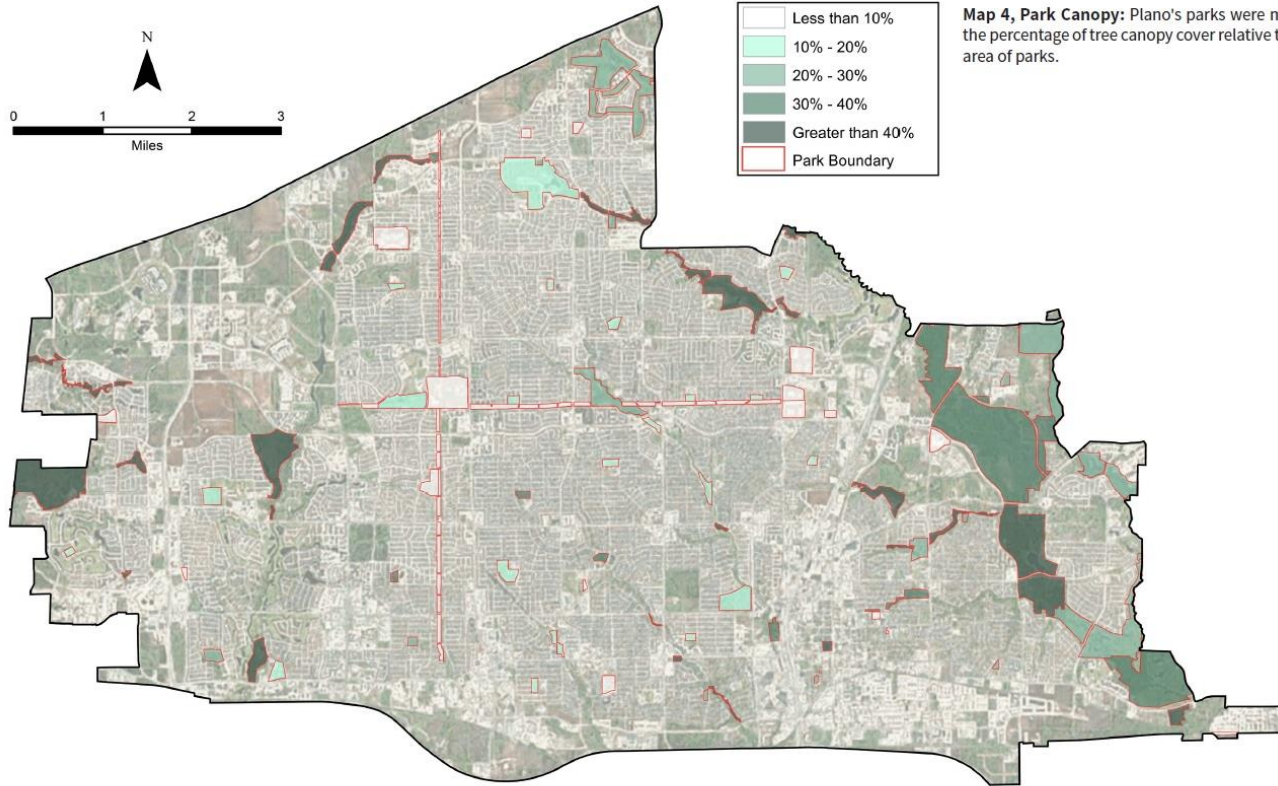 N
0 1 2 3
Miles
Less than 10%
10% - 20%
20% - 30%
30% - 40%
Greater than 40%
Park Boundary
Map 4, Park Canopy: Plano's parks were
the percentage of tree canopy cover relative
area of parks.